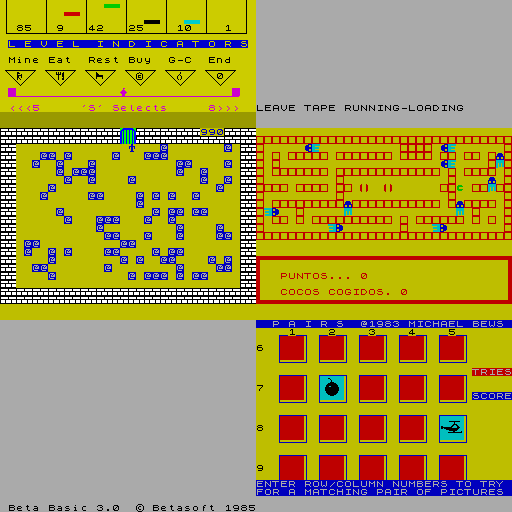 85 9 42 25 10 1
LEVEL INDICATORS
Mine Eat Rest Buy G-C End
<<<5 'S' Selects 8>>>
LEAVE TAPE RUNNING-LOADING
990
PUNTOS... 0
COCOS COGIDOS. 0
PAIRS @1983 MICHAEL BEWS
1 2 3 4 5
6
TRIES
7
SCORE
8
9
ENTER ROW/COLUMN NUMBERS TO TRY
FOR A MATCHING PAIR OF PICTURES
Beta Basic 3.0 © Betasoft 1985